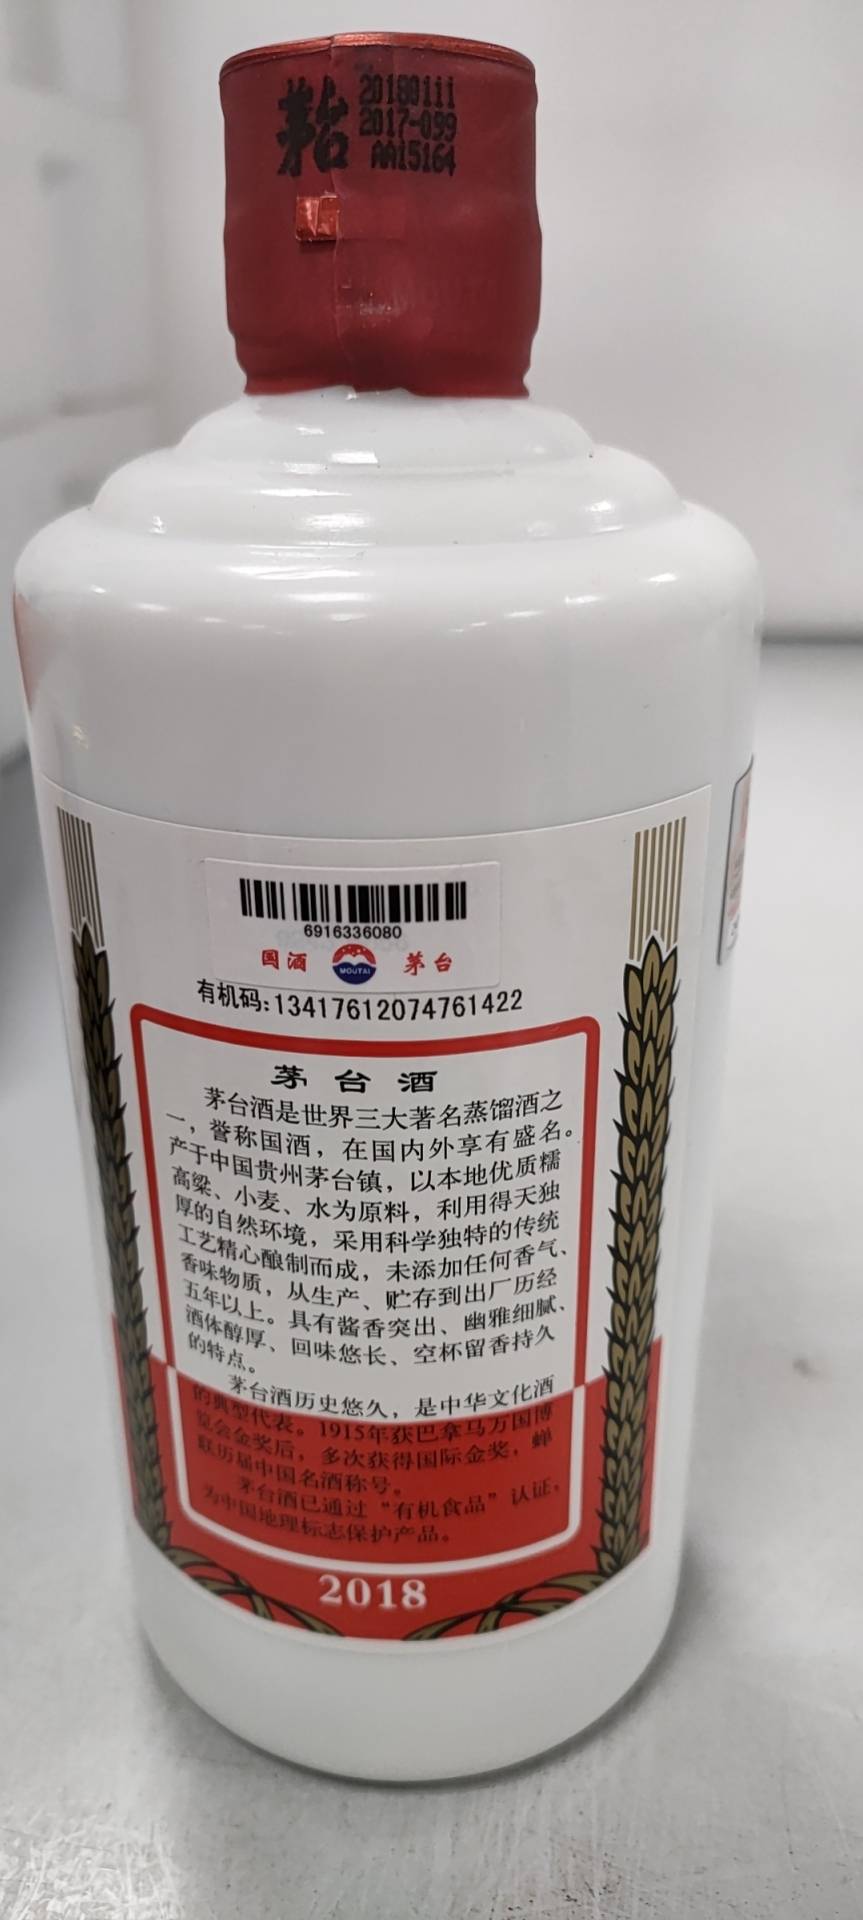 茅台
20180111
2017-099
AA15164
6916336080
国酒 MOUTAI 茅台
有机码:13417612074761422
茅台酒
茅台酒是世界三大著名蒸馏酒之
一，誉称国酒，在国内外享有盛名。
产于中国贵州茅台镇，以本地优质糯
高粱、小麦、水为原料，利用得天独
厚的自然环境，采用科学独特的传统
工艺精心酿制而成，未添加任何香气、
香味物质，从生产、贮存到出厂历经
五年以上。具有酱香突出、幽雅细腻、
酒体醇厚、回味悠长、空杯留香持久
的特点。
茅台酒历史悠久，是中华文化酒
的典型代表。1915年获巴拿马万国博
览会金奖后，多次获得国际金奖，蝉
联历届中国名酒称号。
茅台酒已通过“有机食品”认证，
为中国地理标志保护产品。
2018